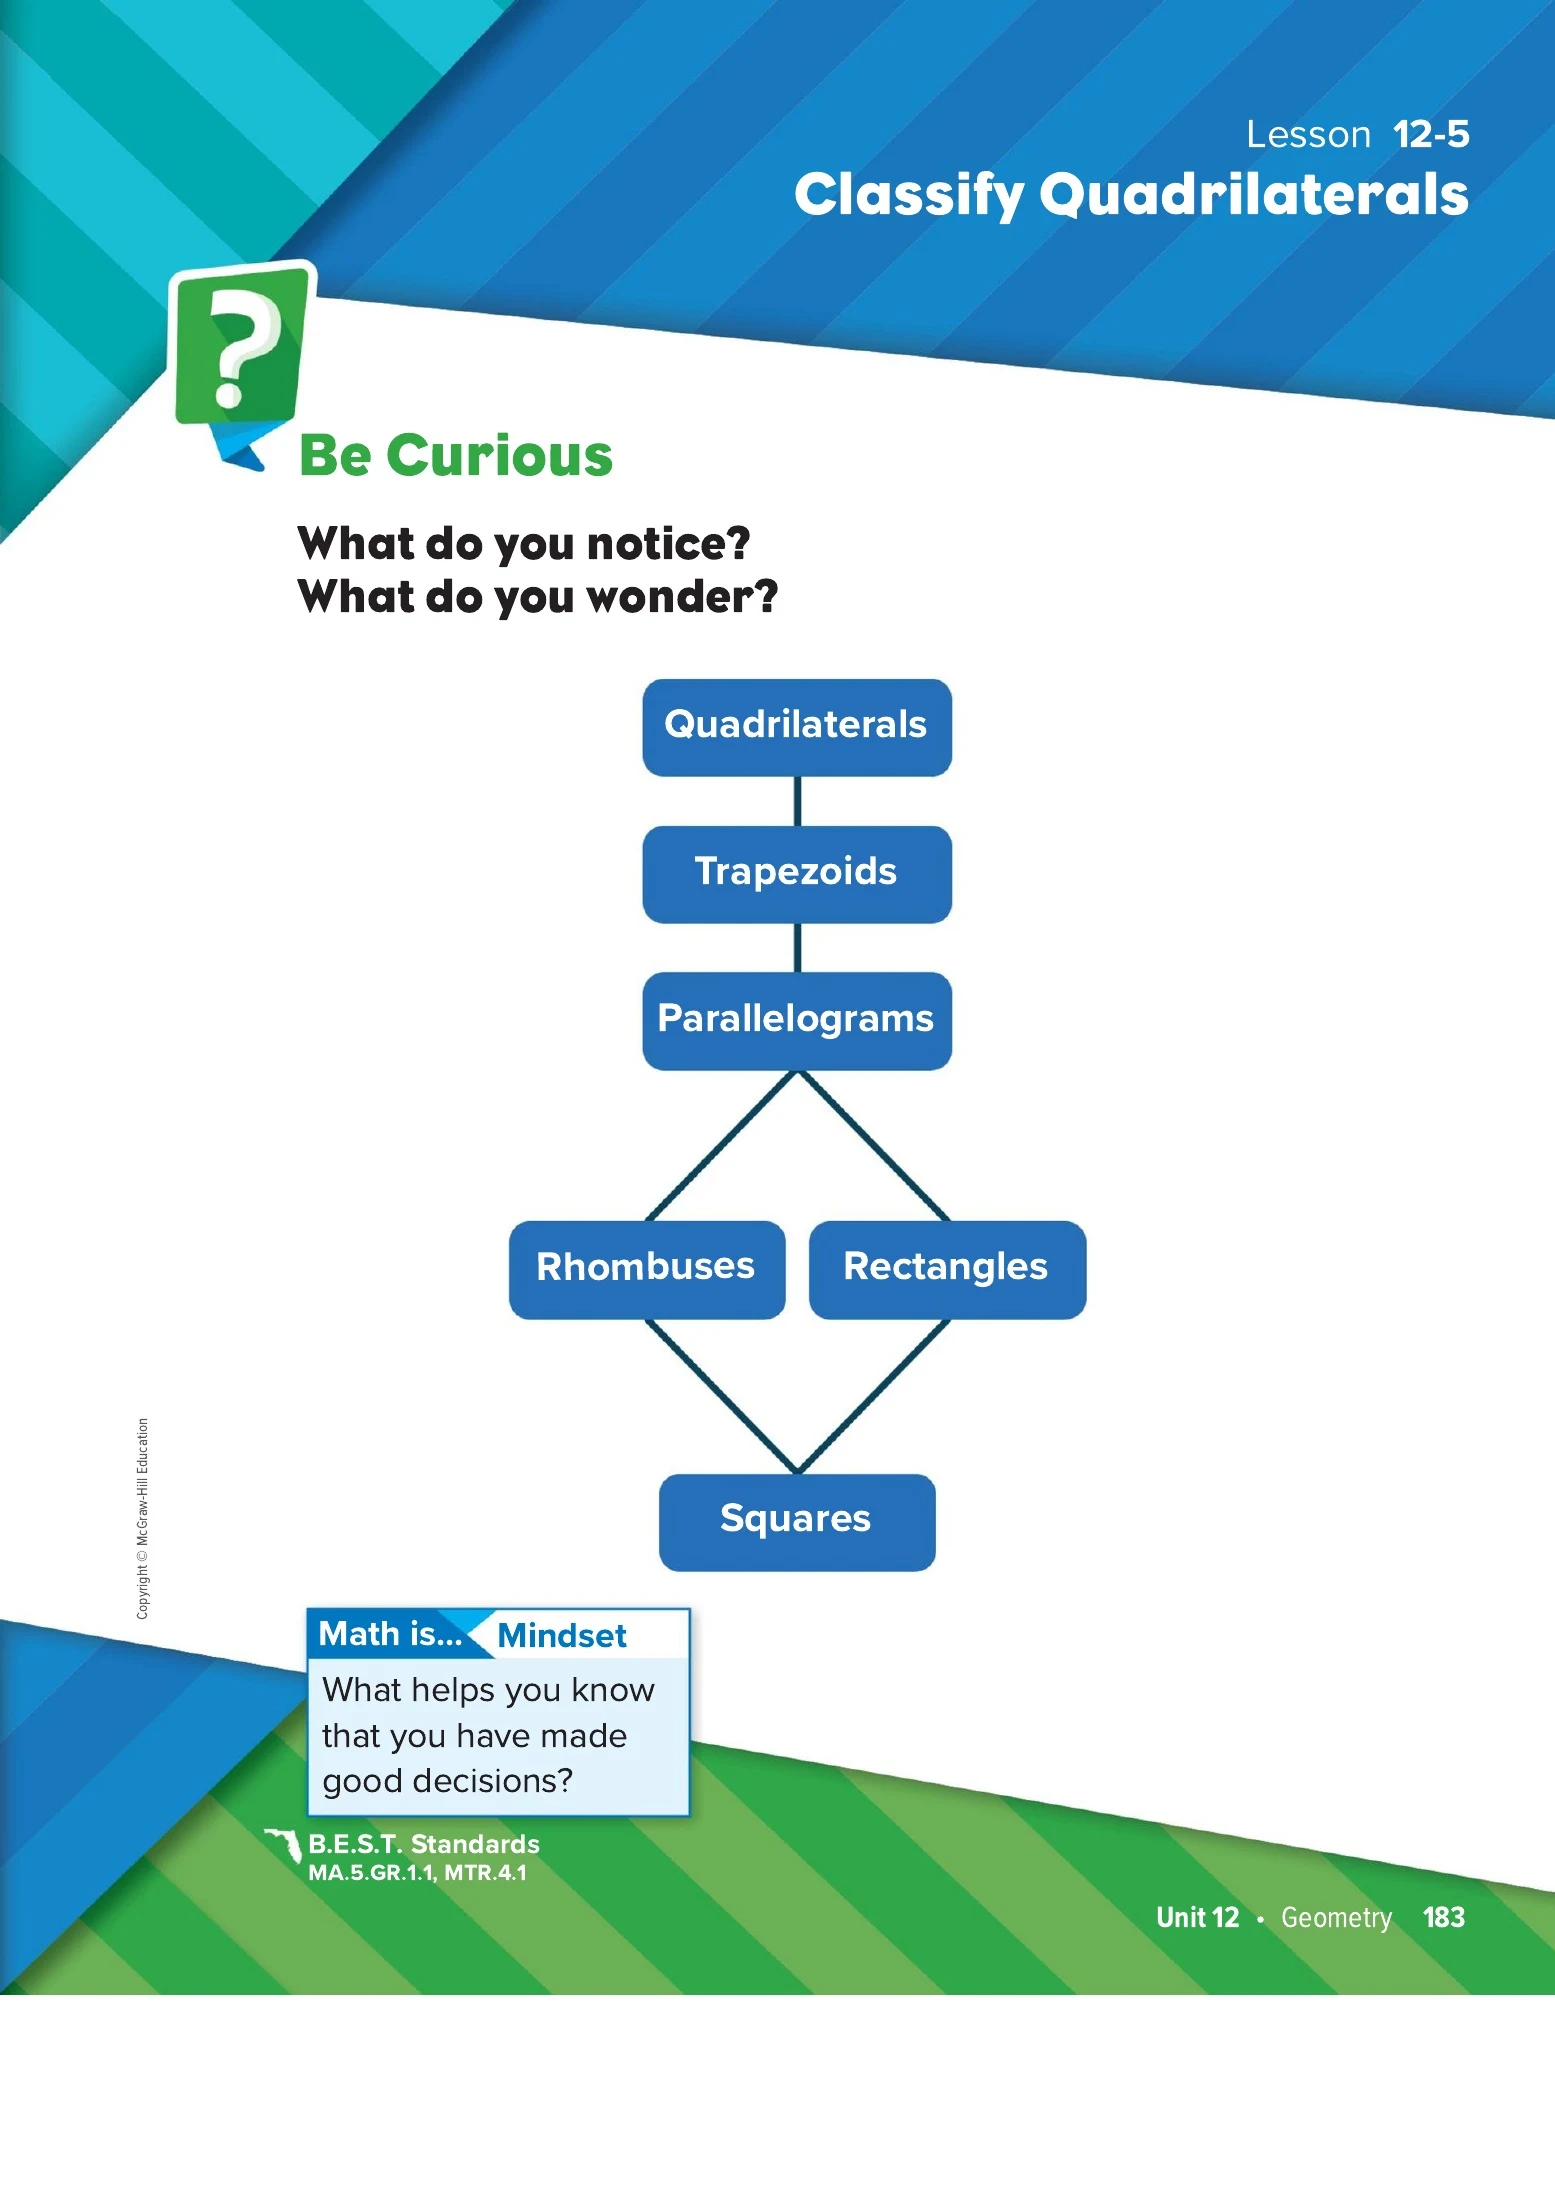 Lesson 12-5
Classify Quadrilaterals
?
Be Curious
What do you notice?
What do you wonder?
Quadrilaterals
Trapezoids
Parallelograms
Rhombuses Rectangles
Squares
Copyright © McGraw-Hill Education
Math is... Mindset
What helps you know
that you have made
good decisions?
B.E.S.T. Standards
MA.5.GR.1.1, MTR.4.1
Unit 12 • Geometry 183